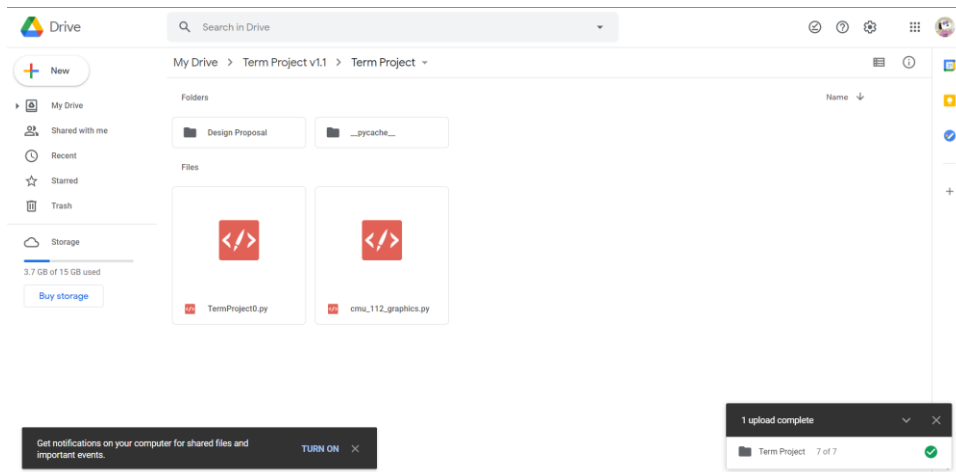 Drive
Search in Drive
New
My Drive > Term Project v1.1 > Term Project
My Drive
Shared with me
Recent
Starred
Trash
Storage
3.7 GB of 15 GB used
Buy storage
Folders
Name
Design Proposal
__pycache__
Files
TermProject0.py
cmu_112_graphics.py
Get notifications on your computer for shared files and
important events.
TURN ON
1 upload complete
Term Project 7 of 7